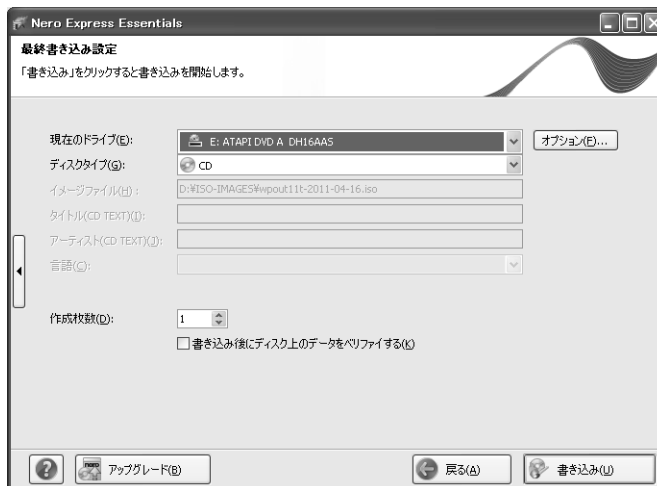 Nero Express Essentials
最終書き込み設定
「書き込み」をクリックすると書き込みを開始します。
現在のドライブ(E):
E: ATAPI DVD A DH16AAS
オプション(F)...
ディスクタイプ(G):
CD
イメージファイル(H) :
D:¥ISO-IMAGES¥wpout11t-2011-04-16.iso
タイトル(CD TEXT)(I):
アーティスト(CD TEXT)(J):
言語(C):
作成枚数(D):
1
書き込み後にディスク上のデータをベリファイする(K)
アップグレード(B)
戻る(A)
書き込み(U)